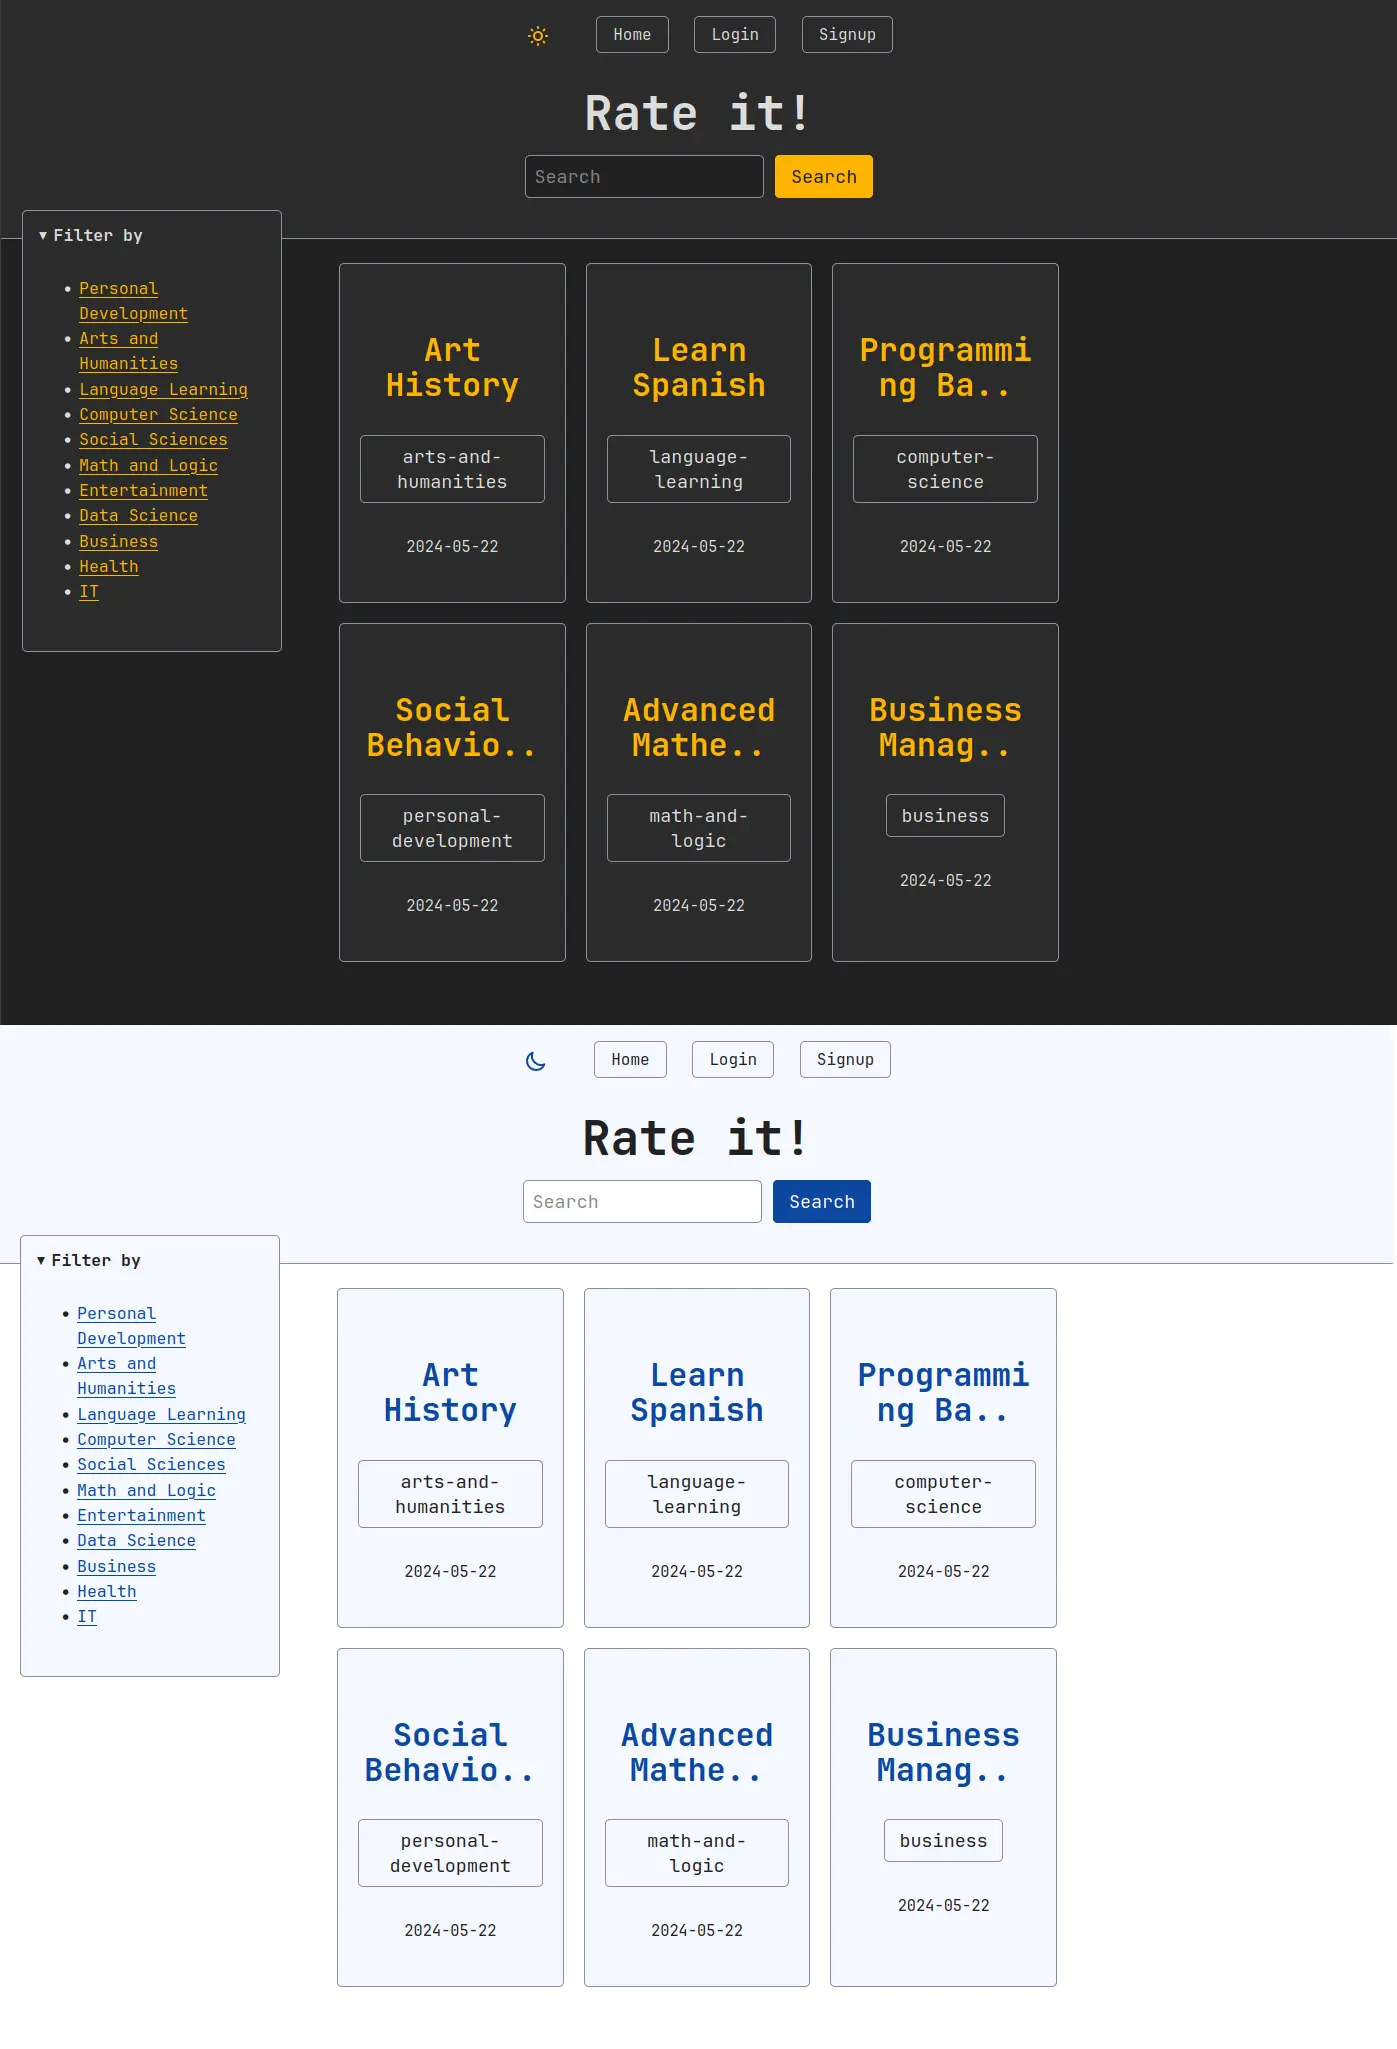 Home Login Signup
Rate it!
Search Search
▼ Filter by
• Personal
Development
• Arts and
Humanities
• Language Learning
• Computer Science
• Social Sciences
• Math and Logic
• Entertainment
• Data Science
• Business
• Health
• IT
Art
History
arts-and-
humanities
2024-05-22
Learn
Spanish
language-
learning
2024-05-22
Programmi
ng Ba..
computer-
science
2024-05-22
Social
Behavio..
personal-
development
2024-05-22
Advanced
Mathe..
math-and-
logic
2024-05-22
Business
Manag..
business
2024-05-22
Home Login Signup
Rate it!
Search Search
▼ Filter by
• Personal
Development
• Arts and
Humanities
• Language Learning
• Computer Science
• Social Sciences
• Math and Logic
• Entertainment
• Data Science
• Business
• Health
• IT
Art
History
arts-and-
humanities
2024-05-22
Learn
Spanish
language-
learning
2024-05-22
Programmi
ng Ba..
computer-
science
2024-05-22
Social
Behavio..
personal-
development
2024-05-22
Advanced
Mathe..
math-and-
logic
2024-05-22
Business
Manag..
business
2024-05-22